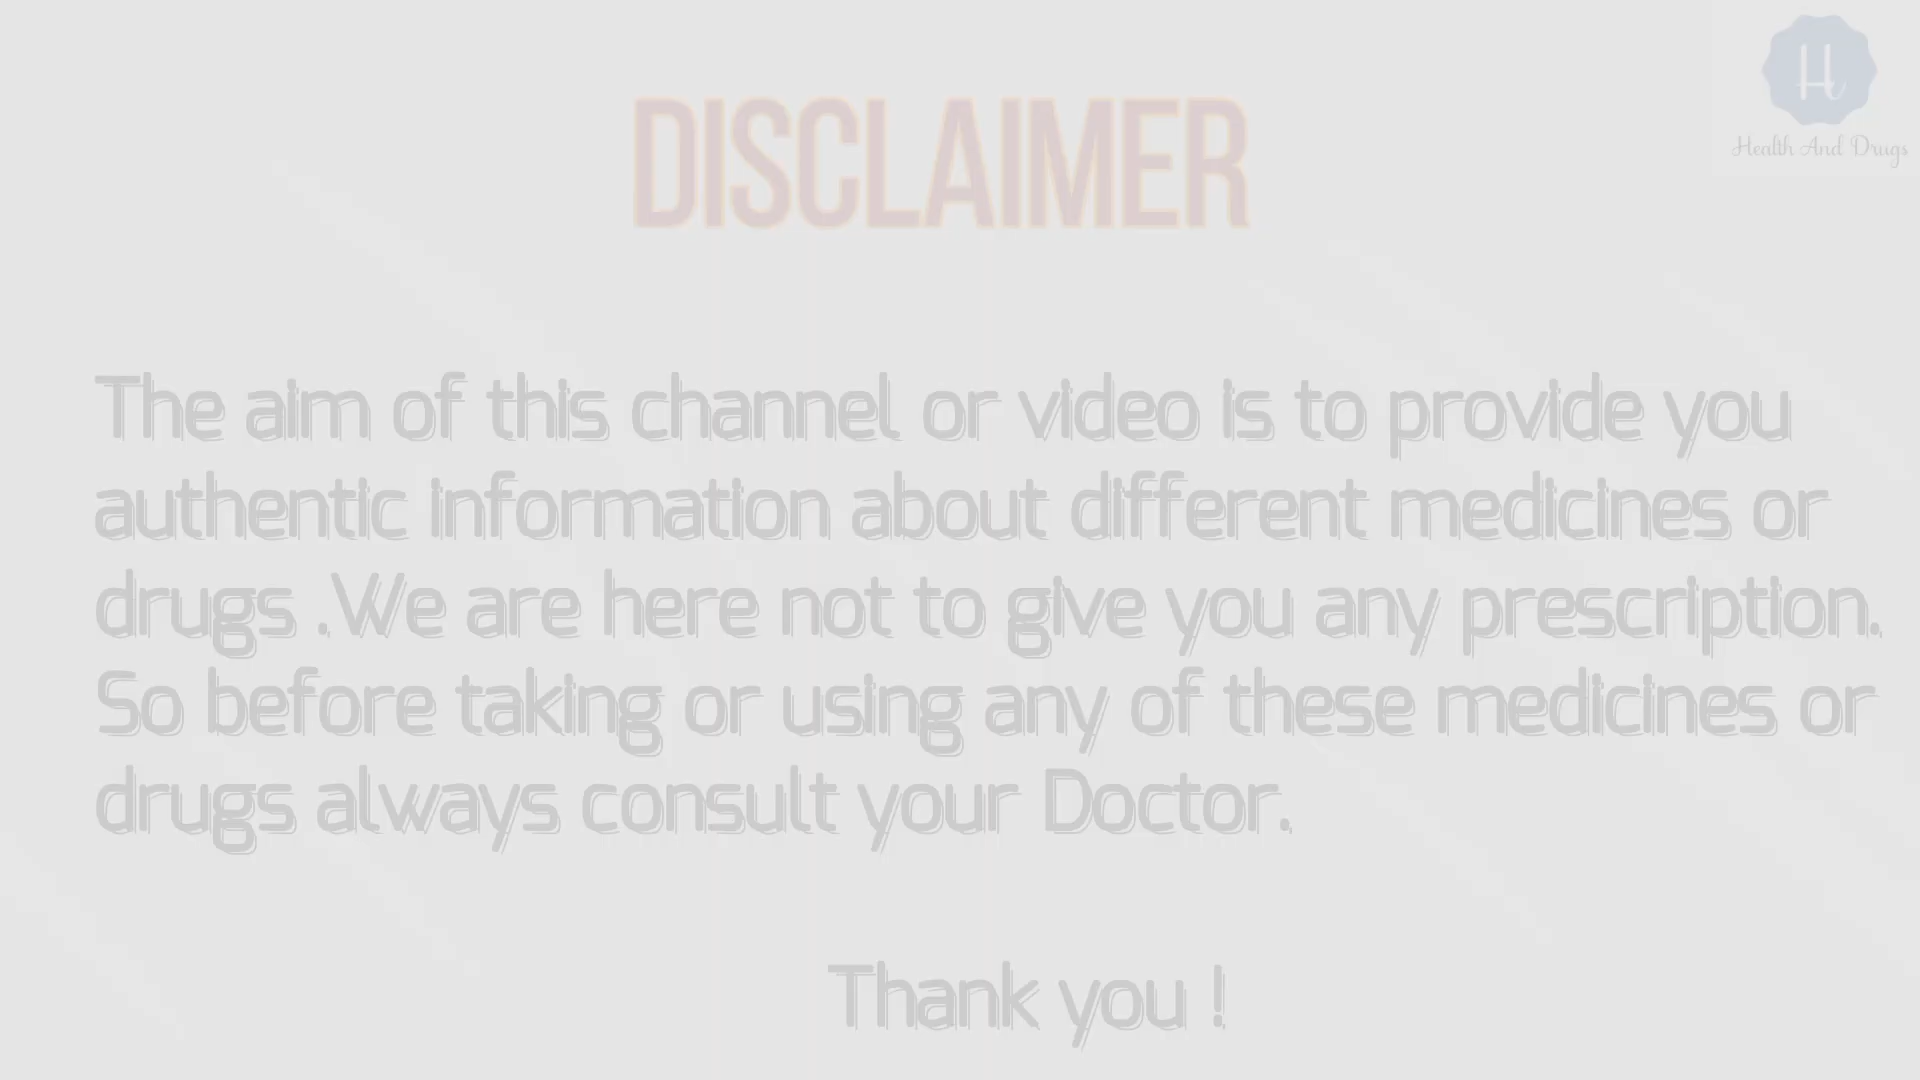 H
Health And Drugs
DISCLAIMER
The aim of this channel or video is to provide you
authentic information about different medicines or
drugs .We are here not to give you any prescription.
So before taking or using any of these medicines or
drugs always consult your Doctor.
Thank you !